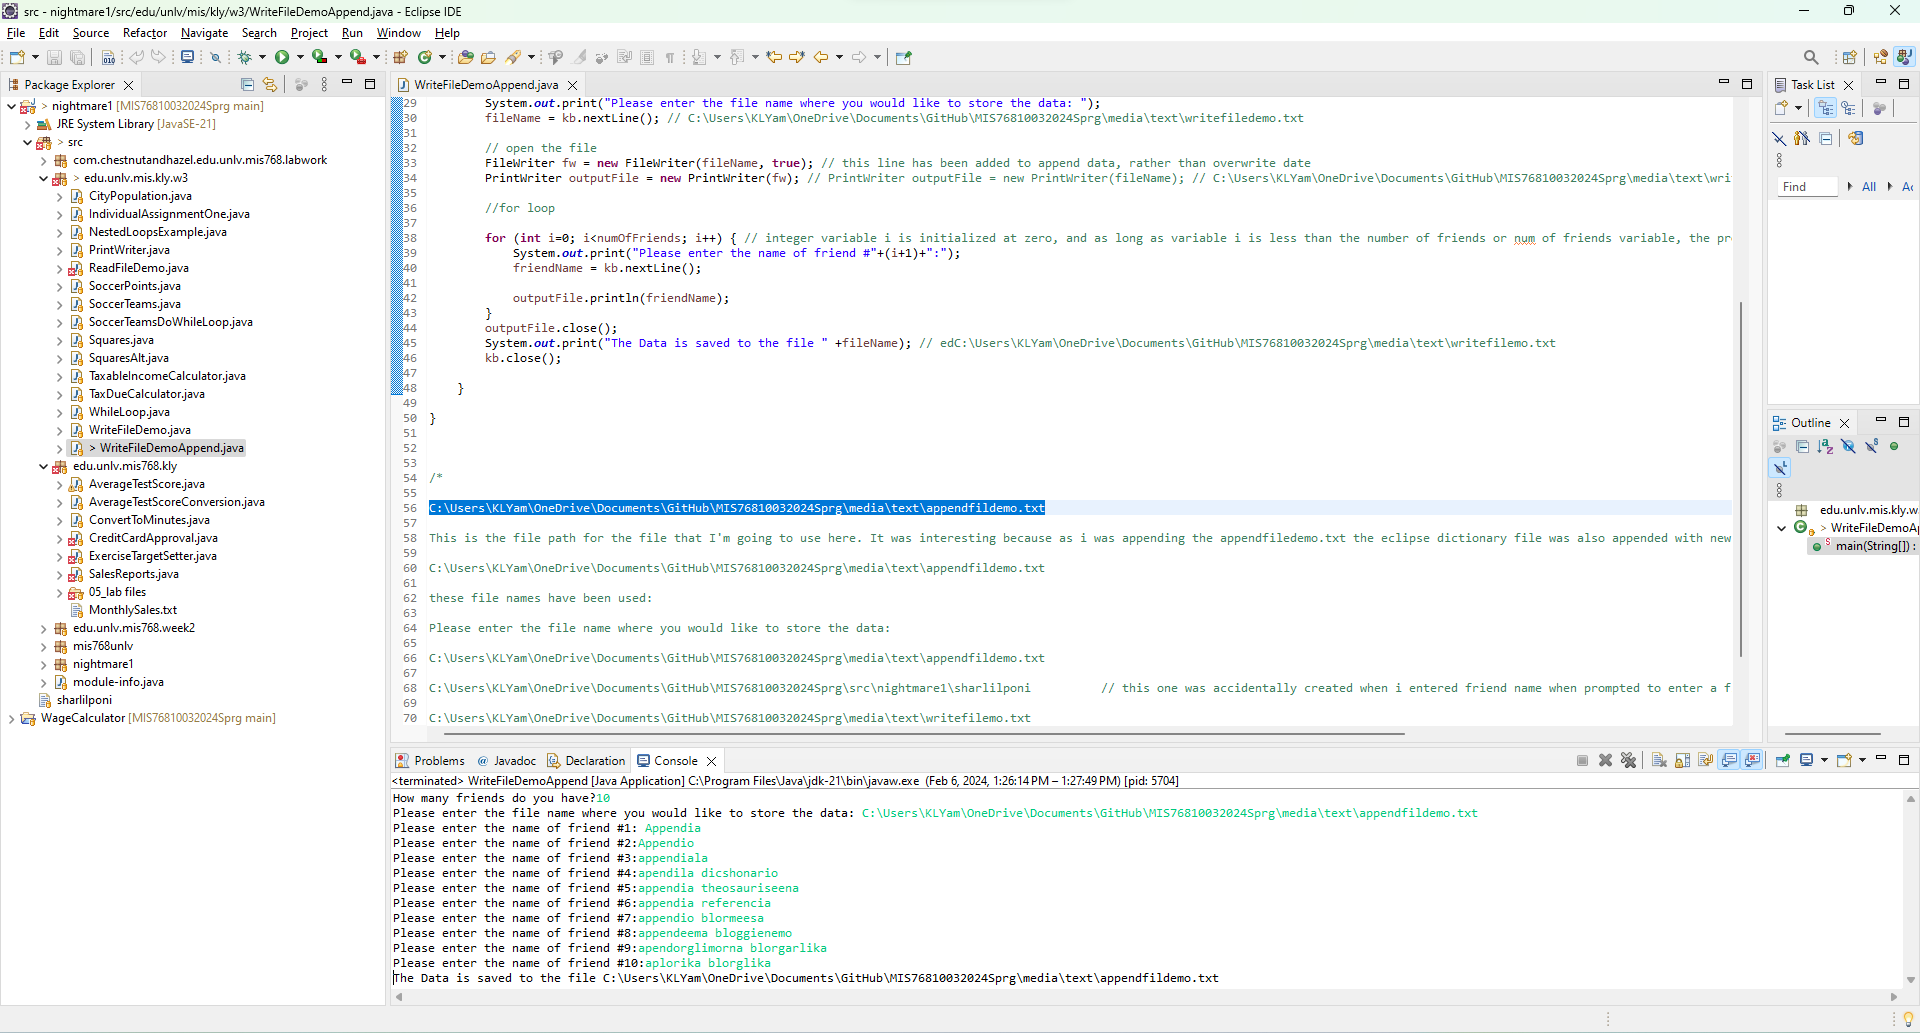 src - nightmare1/src/edu/unlv/mis/kly/w3/WriteFileDemoAppend.java - Eclipse IDE
File Edit Source Refactor Navigate Search Project Run Window Help
Package Explorer
> nightmare1 [MIS76810032024Sprg main]
JRE System Library [JavaSE-21]
> src
com.chestnutandhazel.edu.unlv.mis768.labwork
> edu.unlv.mis.kly.w3
CityPopulation.java
IndividualAssignmentOne.java
NestedLoopsExample.java
PrintWriter.java
ReadFileDemo.java
SoccerPoints.java
SoccerTeams.java
SoccerTeamsDoWhileLoop.java
Squares.java
SquaresAlt.java
TaxableIncomeCalculator.java
TaxDueCalculator.java
WhileLoop.java
WriteFileDemo.java
> WriteFileDemoAppend.java
edu.unlv.mis768.kly
AverageTestScore.java
AverageTestScoreConversion.java
ConvertToMinutes.java
CreditCardApproval.java
ExerciseTargetSetter.java
SalesReports.java
05_lab files
MonthlySales.txt
edu.unlv.mis768.week2
mis768unlv
nightmare1
module-info.java
sharlilponi
WageCalculator [MIS76810032024Sprg main]
WriteFileDemoAppend.java
29 System.out.print("Please enter the file name where you would like to store the data: ");
30 fileName = kb.nextLine(); // C:\Users\KLYam\OneDrive\Documents\GitHub\MIS76810032024Sprg\media\text\writefiledemo.txt
31
32 // open the file
33 FileWriter fw = new FileWriter(fileName, true); // this line has been added to append data, rather than overwrite date
34 PrintWriter outputFile = new PrintWriter(fw); // PrintWriter outputFile = new PrintWriter(fileName); // C:\Users\KLYam\OneDrive\Documents\GitHub\MIS76810032024Sprg\media\text\wri
35
36 //for loop
37
38 for (int i=0; i<numOfFriends; i++) { // integer variable i is initialized at zero, and as long as variable i is less than the number of friends or num of friends variable, the pr
39 System.out.print("Please enter the name of friend #"+(i+1)+":");
40 friendName = kb.nextLine();
41
42 outputFile.println(friendName);
43 }
44 outputFile.close();
45 System.out.print("The Data is saved to the file " +fileName); // edC:\Users\KLYam\OneDrive\Documents\GitHub\MIS76810032024Sprg\media\text\writefilemo.txt
46 kb.close();
47
48 }
49
50 }
51
52
53
54 /*
55
56 C:\Users\KLYam\OneDrive\Documents\GitHub\MIS76810032024Sprg\media\text\appendfildemo.txt
57
58 This is the file path for the file that I'm going to use here. It was interesting because as i was appending the appendfiledemo.txt the eclipse dictionary file was also appended with new
59
60 C:\Users\KLYam\OneDrive\Documents\GitHub\MIS76810032024Sprg\media\text\appendfildemo.txt
61
62 these file names have been used:
63
64 Please enter the file name where you would like to store the data:
65
66 C:\Users\KLYam\OneDrive\Documents\GitHub\MIS76810032024Sprg\media\text\appendfildemo.txt
67
68 C:\Users\KLYam\OneDrive\Documents\GitHub\MIS76810032024Sprg\src\nightmare1\sharlilponi // this one was accidentally created when i entered friend name when prompted to enter a f
69
70 C:\Users\KLYam\OneDrive\Documents\GitHub\MIS76810032024Sprg\media\text\writefilemo.txt
Task List
Find All Ac
Outline
edu.unlv.mis.kly.w
> WriteFileDemoA
main(String[]) :
Problems @ Javadoc Declaration Console
<terminated> WriteFileDemoAppend [Java Application] C:\Program Files\Java\jdk-21\bin\javaw.exe (Feb 6, 2024, 1:26:14 PM – 1:27:49 PM) [pid: 5704]
How many friends do you have?10
Please enter the file name where you would like to store the data: C:\Users\KLYam\OneDrive\Documents\GitHub\MIS76810032024Sprg\media\text\appendfildemo.txt
Please enter the name of friend #1: Appendia
Please enter the name of friend #2:Appendio
Please enter the name of friend #3:appendiala
Please enter the name of friend #4:apendila dicshonario
Please enter the name of friend #5:appendia theosauriseena
Please enter the name of friend #6:appendia referencia
Please enter the name of friend #7:appendio blormeesa
Please enter the name of friend #8:appendeema bloggienemo
Please enter the name of friend #9:apendorglimorna blorgarlika
Please enter the name of friend #10:aplorika blorglika
The Data is saved to the file C:\Users\KLYam\OneDrive\Documents\GitHub\MIS76810032024Sprg\media\text\appendfildemo.txt